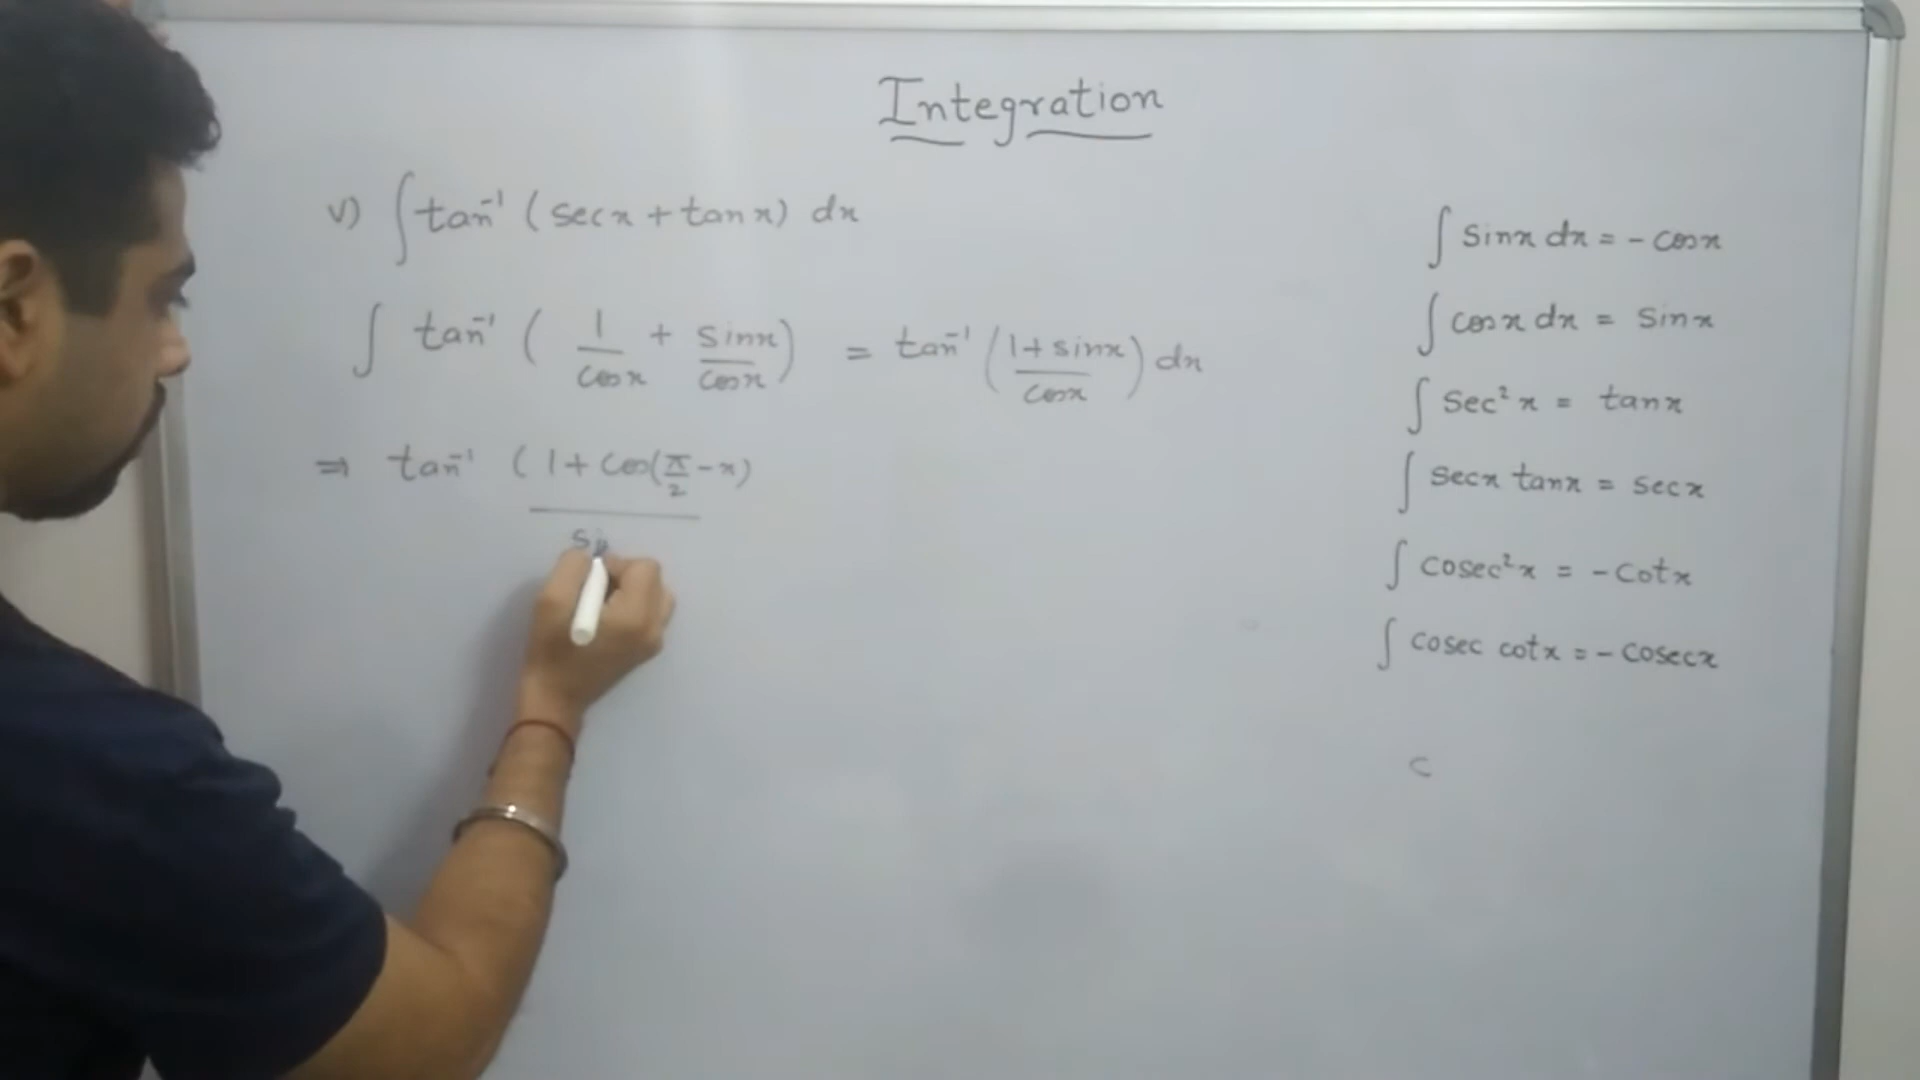 Integration
v) ∫ tan⁻¹ (secx + tanx) dx
∫ tan⁻¹ ( 1/cosx + sinx/cosx ) = tan⁻¹ ( 1+sinx/cosx ) dx
⇒ tan⁻¹ ( 1 + cos(π/2 - x)
si
∫ sinx dx = - cosx
∫ cosx dx = sinx
∫ sec²x = tanx
∫ secx tanx = secx
∫ cosec²x = -cotx
∫ cosec cotx = - cosecx
c